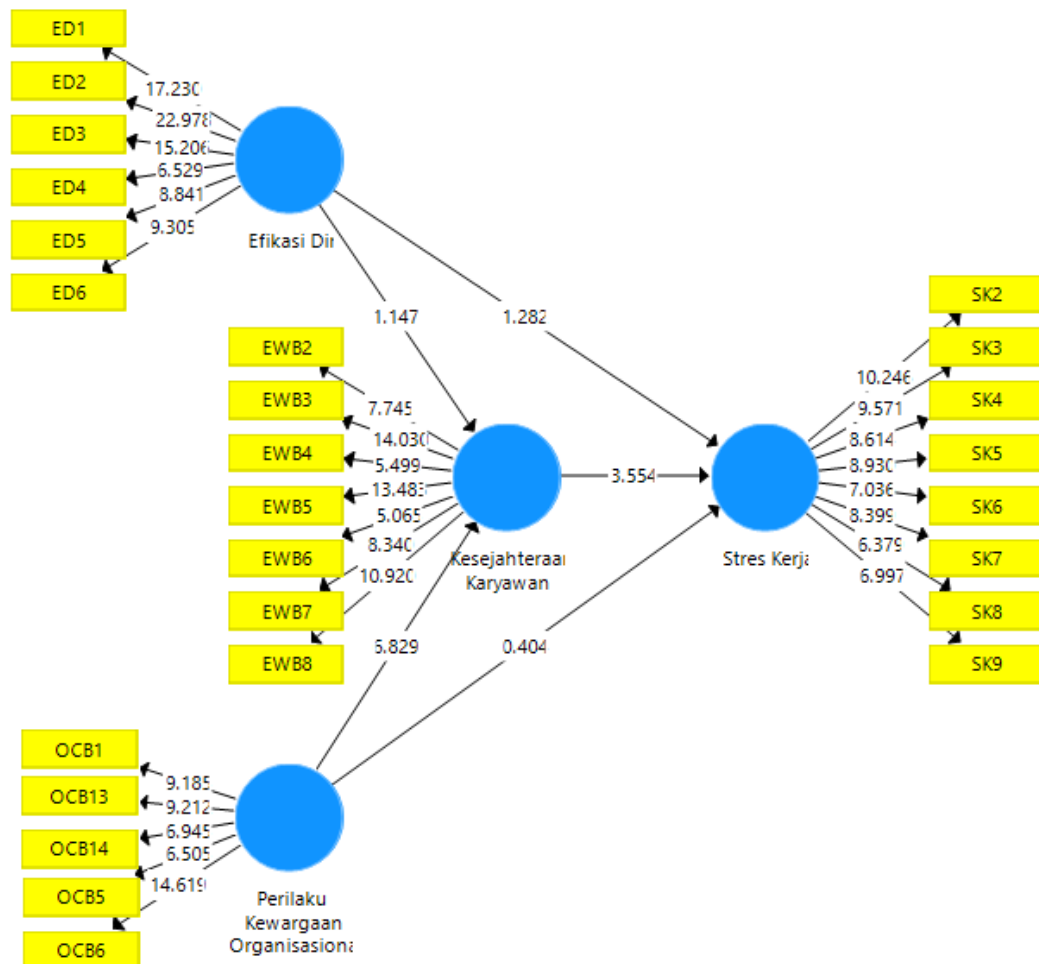 ED1
ED2
ED3
ED4
ED5
ED6
17.230
22.978
15.206
6.529
8.841
9.305
Efikasi Dir
1.147
1.282
EWB2
EWB3
EWB4
EWB5
EWB6
EWB7
EWB8
7.745
14.030
5.499
13.483
5.065
8.340
10.920
Kesejahteraan
Karyawan
3.554
Stres Kerja
SK2
SK3
SK4
SK5
SK6
SK7
SK8
SK9
10.246
9.571
8.614
8.930
7.036
8.399
6.379
6.997
0.404
OCB1
OCB13
OCB14
OCB5
OCB6
9.185
9.212
6.945
6.505
14.619
Perilaku
Kewargaan
Organisasiona